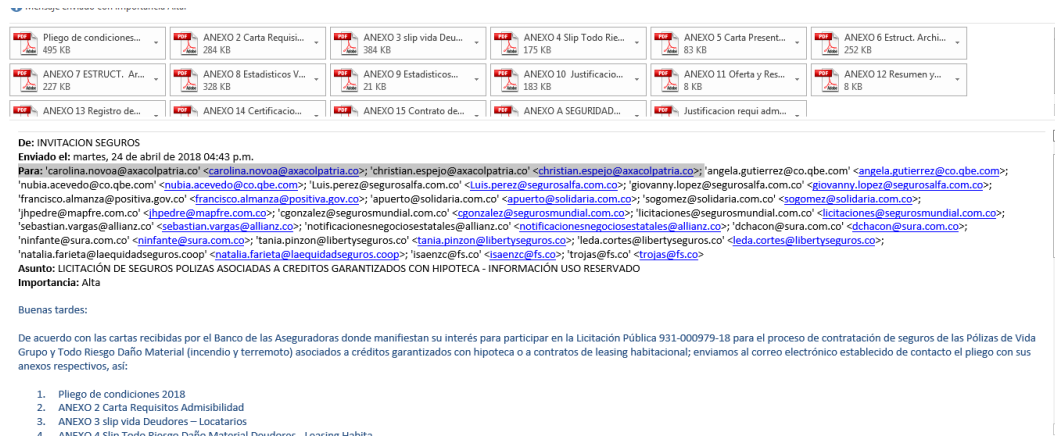 Mensaje enviado con importancia Alta.
Pliego de condiciones... 495 KB
ANEXO 2 Carta Requisi... 284 KB
ANEXO 3 slip vida Deu... 384 KB
ANEXO 4 Slip Todo Rie... 175 KB
ANEXO 5 Carta Present... 83 KB
ANEXO 6 Estruct. Archi... 252 KB
ANEXO 7 ESTRUCT. Ar... 227 KB
ANEXO 8 Estadisticos V... 328 KB
ANEXO 9 Estadisticos... 21 KB
ANEXO 10 Justificacio... 183 KB
ANEXO 11 Oferta y Res... 8 KB
ANEXO 12 Resumen y... 8 KB
ANEXO 13 Registro de...
ANEXO 14 Certificacio...
ANEXO 15 Contrato de...
ANEXO A SEGURIDAD...
Justificacion requi adm...
De: INVITACION SEGUROS
Enviado el: martes, 24 de abril de 2018 04:43 p.m.
Para: 'carolina.novoa@axacolpatria.co' <carolina.novoa@axacolpatria.co>; 'christian.espejo@axacolpatria.co' <christian.espejo@axacolpatria.co>; 'angela.gutierrez@co.qbe.com' <angela.gutierrez@co.qbe.com>;
'nubia.acevedo@co.qbe.com' <nubia.acevedo@co.qbe.com>; 'Luis.perez@segurosalfa.com.co' <Luis.perez@segurosalfa.com.co>; 'giovanny.lopez@segurosalfa.com.co' <giovanny.lopez@segurosalfa.com.co>;
'francisco.almanza@positiva.gov.co' <francisco.almanza@positiva.gov.co>; 'apuerto@solidaria.com.co' <apuerto@solidaria.com.co>; 'sogomez@solidaria.com.co' <sogomez@solidaria.com.co>;
'jhpedre@mapfre.com.co' <jhpedre@mapfre.com.co>; 'cgonzalez@segurosmundial.com.co' <cgonzalez@segurosmundial.com.co>; 'licitaciones@segurosmundial.com.co' <licitaciones@segurosmundial.com.co>;
'sebastian.vargas@allianz.co' <sebastian.vargas@allianz.co>; 'notificacionesnegociosestatales@allianz.co' <notificacionesnegociosestatales@allianz.co>; 'dchacon@sura.com.co' <dchacon@sura.com.co>;
'ninfante@sura.com.co' <ninfante@sura.com.co>; 'tania.pinzon@libertyseguros.co' <tania.pinzon@libertyseguros.co>; 'leda.cortes@libertyseguros.co' <leda.cortes@libertyseguros.co>;
'natalia.farieta@laequidadseguros.coop' <natalia.farieta@laequidadseguros.coop>; 'isaenzc@fs.co' <isaenzc@fs.co>; 'trojas@fs.co' <trojas@fs.co>
Asunto: LICITACIÓN DE SEGUROS POLIZAS ASOCIADAS A CREDITOS GARANTIZADOS CON HIPOTECA - INFORMACIÓN USO RESERVADO
Importancia: Alta
Buenas tardes:
De acuerdo con las cartas recibidas por el Banco de las Aseguradoras donde manifiestan su interés para participar en la Licitación Pública 931-000979-18 para el proceso de contratación de seguros de las Pólizas de Vida
Grupo y Todo Riesgo Daño Material (incendio y terremoto) asociados a créditos garantizados con hipoteca o a contratos de leasing habitacional; enviamos al correo electrónico establecido de contacto el pliego con sus
anexos respectivos, así:
1. Pliego de condiciones 2018
2. ANEXO 2 Carta Requisitos Admisibilidad
3. ANEXO 3 slip vida Deudores – Locatarios
4. ANEXO 4 Slip Todo Riesgo Daño Material Deudores - Leasing Habita